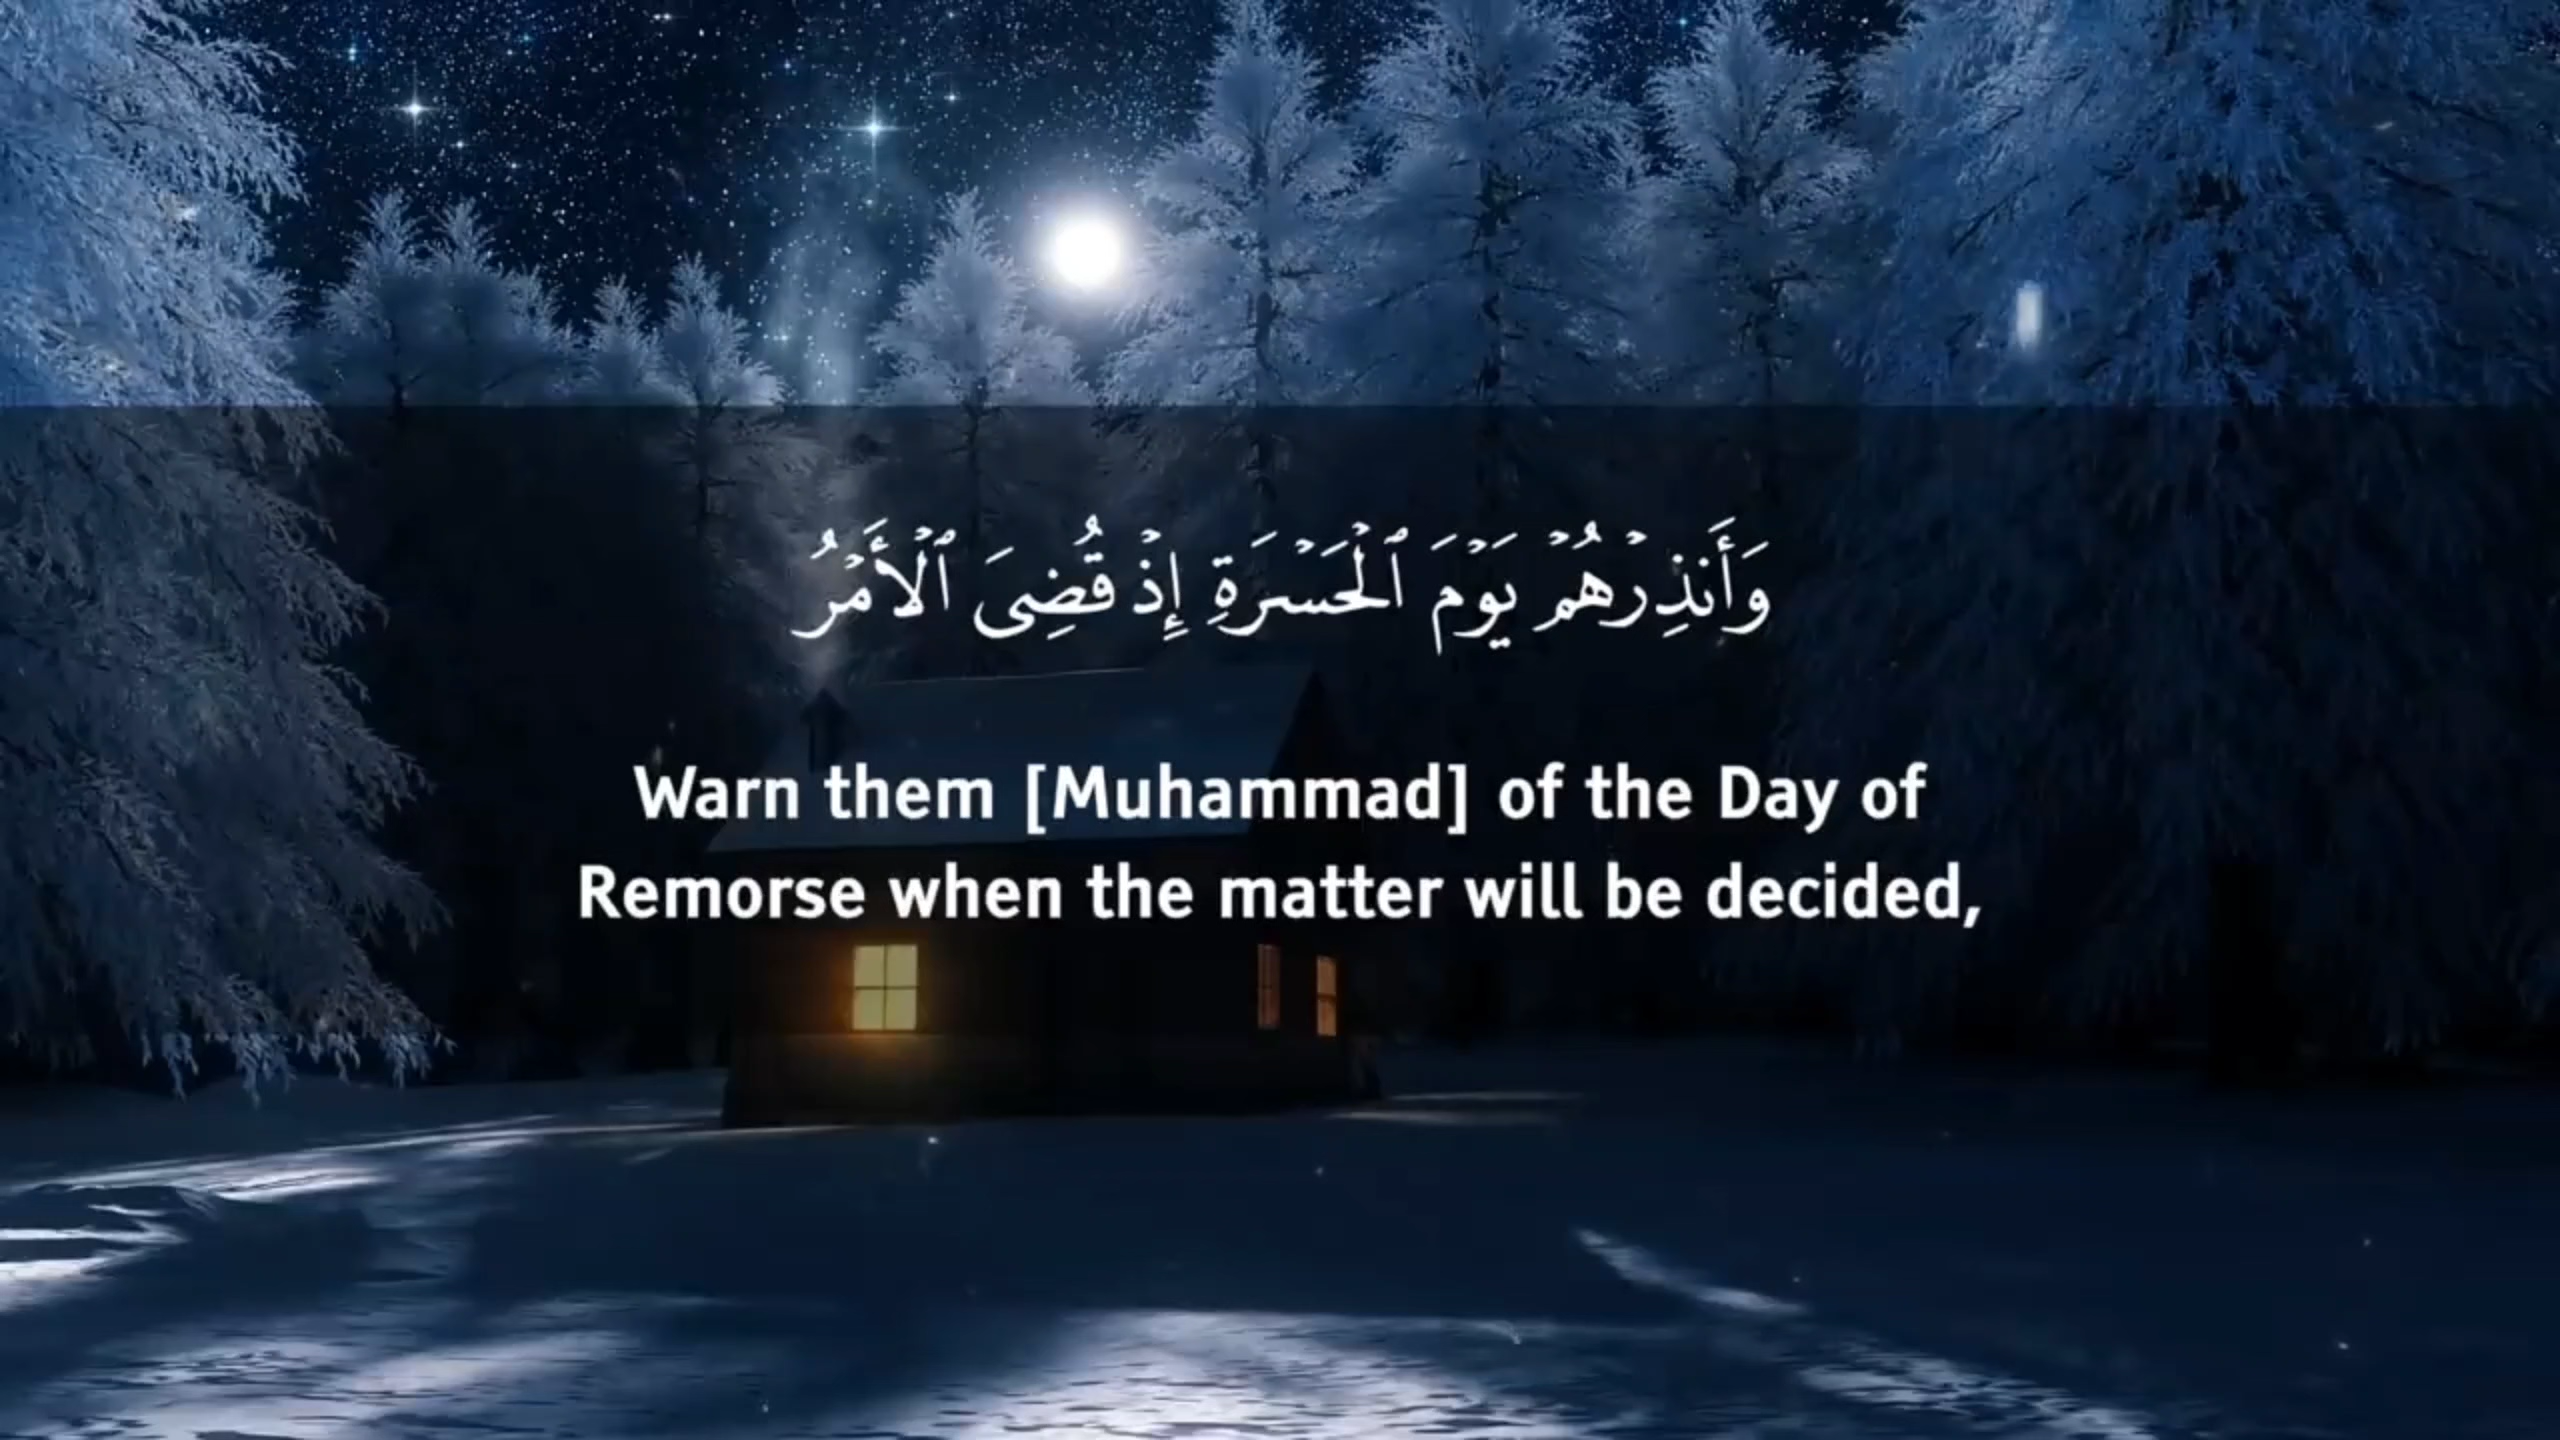 وَأَنذِرْهُمْ يَوْمَ ٱلْحَسْرَةِ إِذْ قُضِىَ ٱلْأَمْرُ
Warn them [Muhammad] of the Day of
Remorse when the matter will be decided,